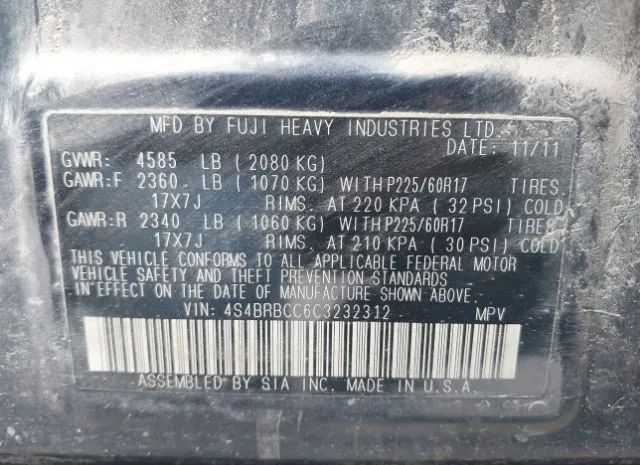 MFD BY FUJI HEAVY INDUSTRIES LTD.
DATE: 11/11
GVWR: 4585 LB ( 2080 KG)
GAWR:F 2360 LB ( 1070 KG) WITH P225/60R17 TIRES
17X7J RIMS. AT 220 KPA ( 32 PSI) COLD
GAWR:R 2340 LB ( 1060 KG) WITH P225/60R17 TIRES
17X7J RIMS. AT 210 KPA ( 30 PSI) COLD
THIS VEHICLE CONFORMS TO ALL APPLICABLE FEDERAL MOTOR
VEHICLE SAFETY AND THEFT PREVENTION STANDARDS
IN EFFECT ON THE DATE OF MANUFACTURE SHOWN ABOVE.
VIN: 4S4BRBCC6C3232312 MPV
ASSEMBLED BY SIA INC. MADE IN U.S.A.